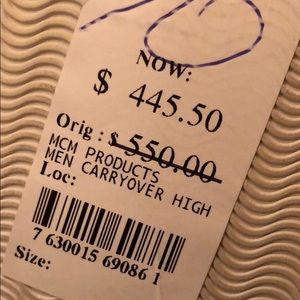 NOW:
$ 445.50
Orig : $ 550.00
MCM PRODUCTS
MEN CARRYOVER HIGH
Loc:
7 630015 69086 1
Size: